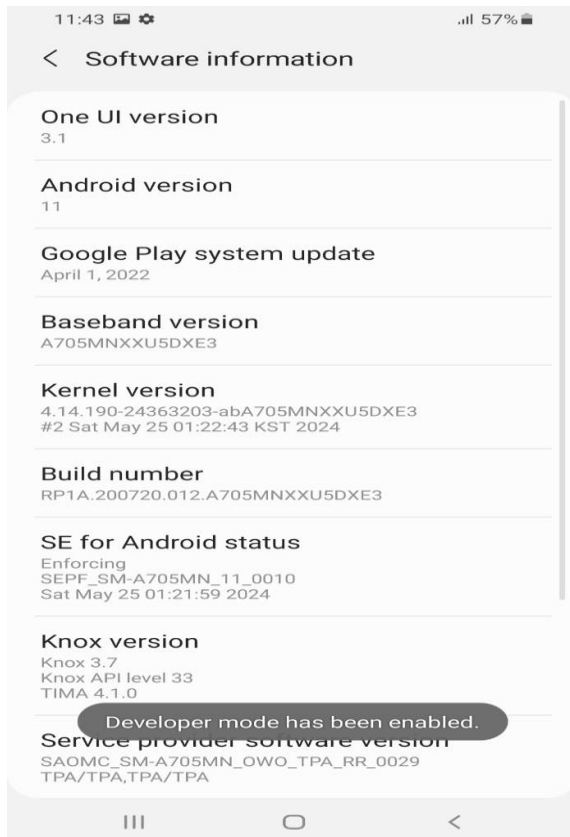 11:43 57%
Software information
One UI version
3.1
Android version
11
Google Play system update
April 1, 2022
Baseband version
A705MNXXU5DXE3
Kernel version
4.14.190-24363203-abA705MNXXU5DXE3
#2 Sat May 25 01:22:43 KST 2024
Build number
RP1A.200720.012.A705MNXXU5DXE3
SE for Android status
Enforcing
SEPF_SM-A705MN_11_0010
Sat May 25 01:21:59 2024
Knox version
Knox 3.7
Knox API level 33
TIMA 4.1.0
Developer mode has been enabled.
Service provider software version
SAOMC_SM-A705MN_OWO_TPA_RR_0029
TPA/TPA,TPA/TPA